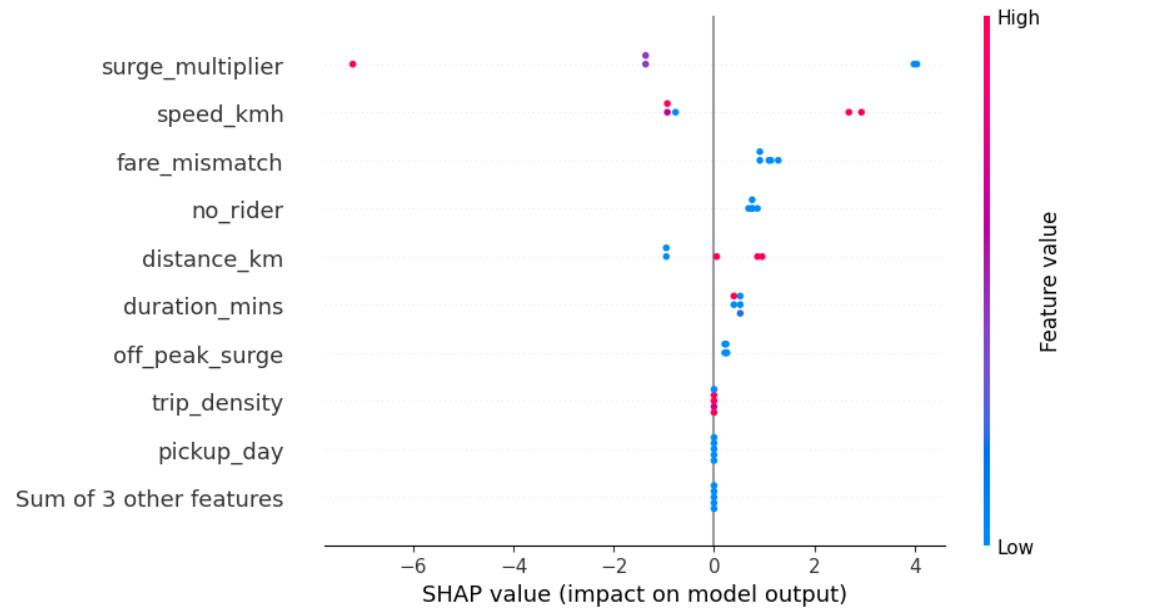 High
surge_multiplier
speed_kmh
fare_mismatch
no_rider
distance_km
duration_mins
off_peak_surge
trip_density
pickup_day
Sum of 3 other features
Feature value
Low
−6 −4 −2 0 2 4
SHAP value (impact on model output)